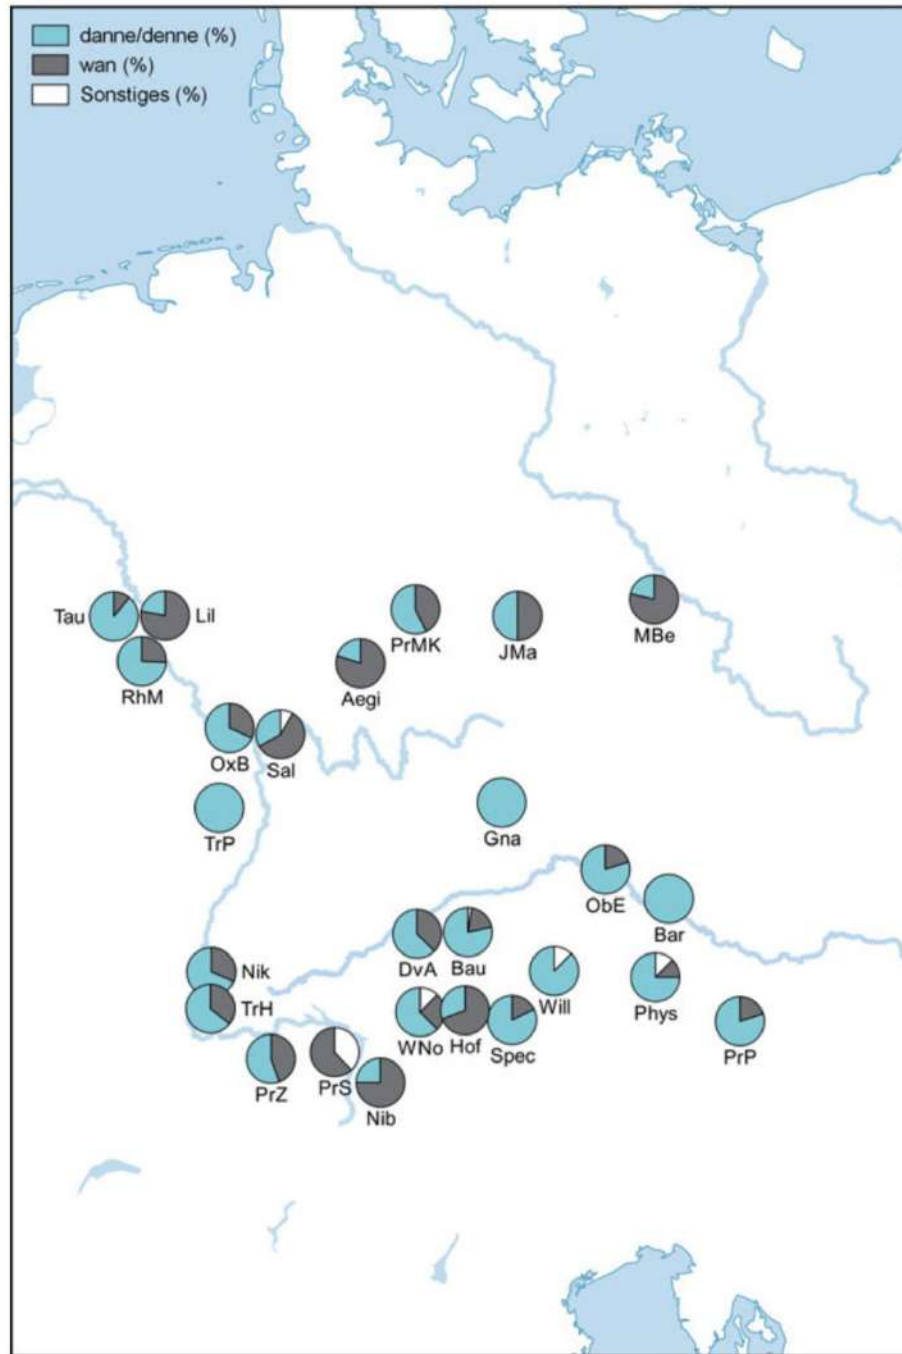 danne/denne (%)
wan (%)
Sonstiges (%)
Tau
Lil
RhM
PrMK
JMa
MBe
Aegi
OxB
Sal
TrP
Gna
ObE
Bar
DvA
Bau
Nik
Will
Phys
TrH
WNo
Hof
Spec
PrP
PrZ
PrS
Nib